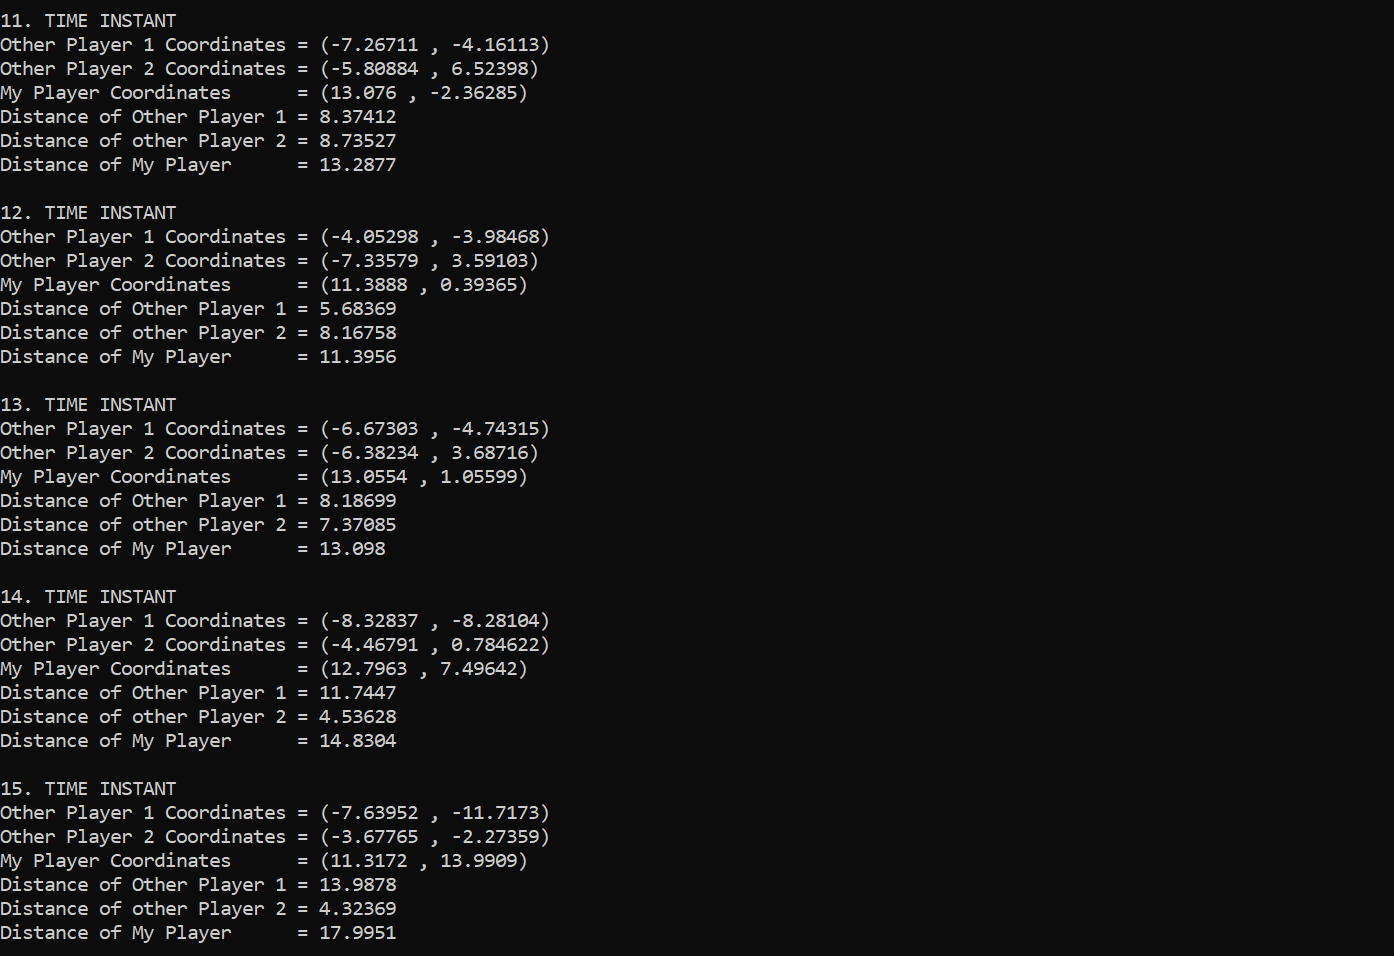 11. TIME INSTANT
Other Player 1 Coordinates = (-7.26711 , -4.16113)
Other Player 2 Coordinates = (-5.80884 , 6.52398)
My Player Coordinates      = (13.076 , -2.36285)
Distance of Other Player 1 = 8.37412
Distance of other Player 2 = 8.73527
Distance of My Player      = 13.2877

12. TIME INSTANT
Other Player 1 Coordinates = (-4.05298 , -3.98468)
Other Player 2 Coordinates = (-7.33579 , 3.59103)
My Player Coordinates      = (11.3888 , 0.39365)
Distance of Other Player 1 = 5.68369
Distance of other Player 2 = 8.16758
Distance of My Player      = 11.3956

13. TIME INSTANT
Other Player 1 Coordinates = (-6.67303 , -4.74315)
Other Player 2 Coordinates = (-6.38234 , 3.68716)
My Player Coordinates      = (13.0554 , 1.05599)
Distance of Other Player 1 = 8.18699
Distance of other Player 2 = 7.37085
Distance of My Player      = 13.098

14. TIME INSTANT
Other Player 1 Coordinates = (-8.32837 , -8.28104)
Other Player 2 Coordinates = (-4.46791 , 0.784622)
My Player Coordinates      = (12.7963 , 7.49642)
Distance of Other Player 1 = 11.7447
Distance of other Player 2 = 4.53628
Distance of My Player      = 14.8304

15. TIME INSTANT
Other Player 1 Coordinates = (-7.63952 , -11.7173)
Other Player 2 Coordinates = (-3.67765 , -2.27359)
My Player Coordinates      = (11.3172 , 13.9909)
Distance of Other Player 1 = 13.9878
Distance of other Player 2 = 4.32369
Distance of My Player      = 17.9951